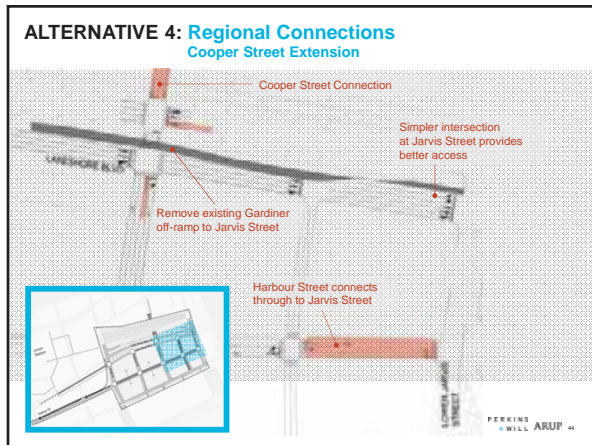 ALTERNATIVE 4: Regional Connections
Cooper Street Extension
Cooper Street Connection
Simpler intersection
at Jarvis Street provides
better access
LAKESHORE BLVD
Remove existing Gardiner
off-ramp to Jarvis Street
Harbour Street connects
through to Jarvis Street
LOWER JARVIS
STREET
PERKINS
+ WILL ARUP 44